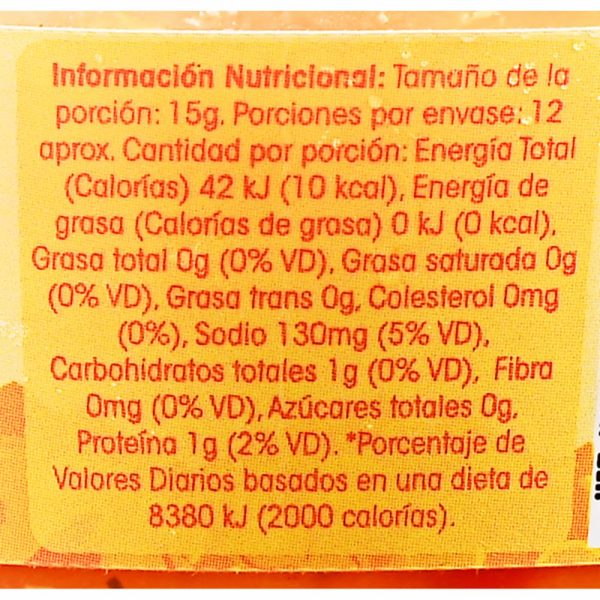 Información Nutricional: Tamaño de la
porción: 15g. Porciones por envase: 12
aprox. Cantidad por porción: Energía Total
(Calorías) 42 kJ (10 kcal), Energía de
grasa (Calorías de grasa) 0 kJ (0 kcal),
Grasa total 0g (0% VD), Grasa saturada 0g
(0% VD), Grasa trans 0g, Colesterol 0mg
(0%), Sodio 130mg (5% VD),
Carbohidratos totales 1g (0% VD), Fibra
0mg (0% VD), Azúcares totales 0g,
Proteína 1g (2% VD). *Porcentaje de
Valores Diarios basados en una dieta de
8380 kJ (2000 calorías).